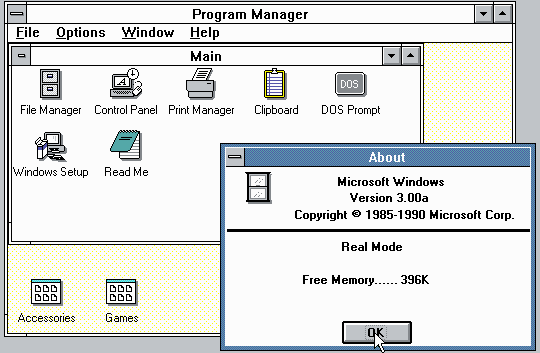 Program Manager
File Options Window Help
Main
File Manager Control Panel Print Manager Clipboard DOS Prompt
DOS
Windows Setup Read Me
About
Microsoft Windows
Version 3.00a
Copyright © 1985-1990 Microsoft Corp.
Real Mode
Free Memory...... 396K
OK
Accessories Games